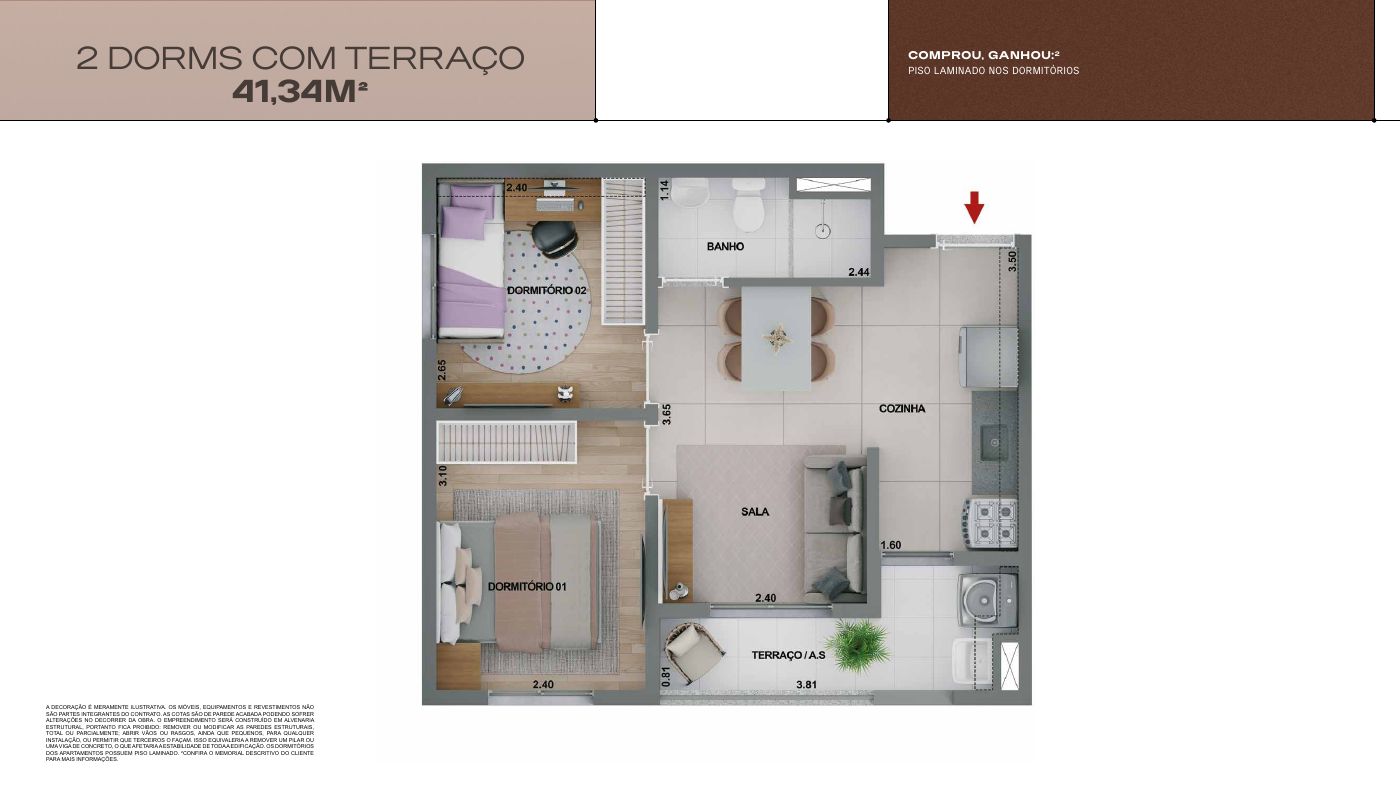 2 DORMS COM TERRAÇO
41,34M²
COMPROU, GANHOU:²
PISO LAMINADO NOS DORMITÓRIOS
2.40
1.14
BANHO
2.44
3.50
DORMITÓRIO 02
2.65
3.65
COZINHA
3.10
SALA
1.60
DORMITÓRIO 01
2.40
TERRAÇO / A.S
0.81
2.40
3.81
A DECORAÇÃO É MERAMENTE ILUSTRATIVA. OS MÓVEIS, EQUIPAMENTOS E REVESTIMENTOS NÃO
SÃO PARTES INTEGRANTES DO CONTRATO. AS COTAS SÃO DE PAREDE ACABADA PODENDO SOFRER
ALTERAÇÕES NO DECORRER DA OBRA. O EMPREENDIMENTO SERÁ CONSTRUÍDO EM ALVENARIA
ESTRUTURAL, PORTANTO FICA PROIBIDO: REMOVER OU MODIFICAR AS PAREDES ESTRUTURAIS,
TOTAL OU PARCIALMENTE; ABRIR VÃOS OU RASGOS, AINDA QUE PEQUENOS, PARA QUALQUER
INSTALAÇÃO, OU PERMITIR QUE TERCEIROS O FAÇAM. ISSO EQUIVALERIA A REMOVER UM PILAR OU
UMA VIGA DE CONCRETO, O QUE AFETARIA A ESTABILIDADE DE TODA A EDIFICAÇÃO. OS DORMITÓRIOS
DOS APARTAMENTOS POSSUEM PISO LAMINADO. *CONFIRA O MEMORIAL DESCRITIVO DO CLIENTE
PARA MAIS INFORMAÇÕES.